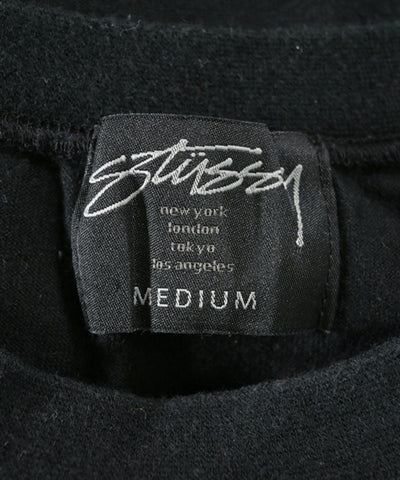 stüssy
new york
london
tokyo
los angeles
MEDIUM